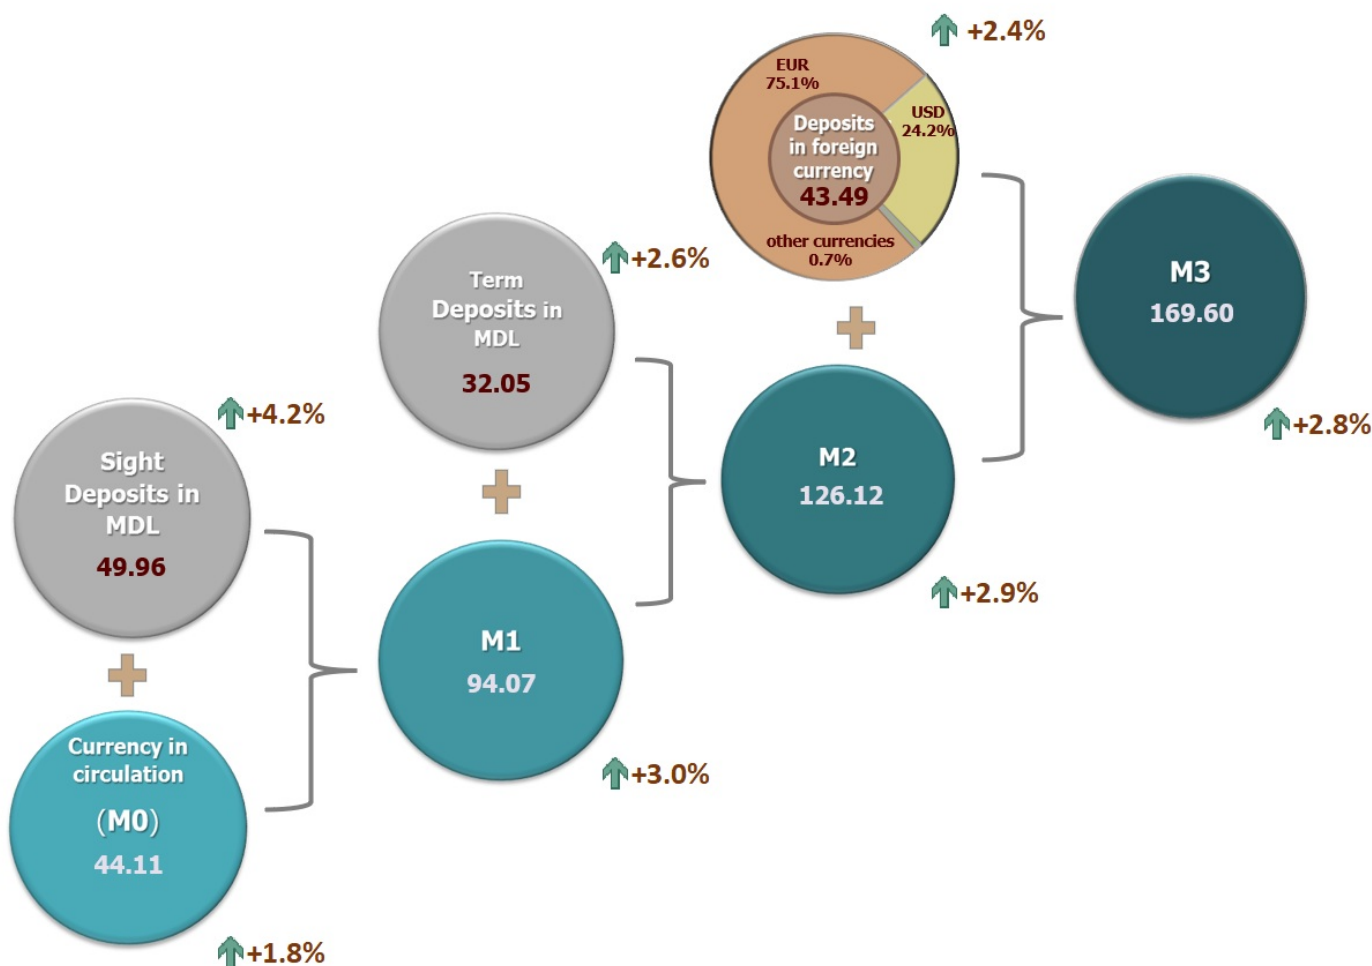 +2.4%
EUR
75.1%
USD
24.2%
Deposits
in foreign
currency
43.49
other currencies
0.7%
M3
169.60
+2.8%
Term
Deposits in
MDL
32.05
+2.6%
M2
126.12
+2.9%
Sight
Deposits in
MDL
49.96
+4.2%
M1
94.07
+3.0%
Currency in
circulation
(M0)
44.11
+1.8%